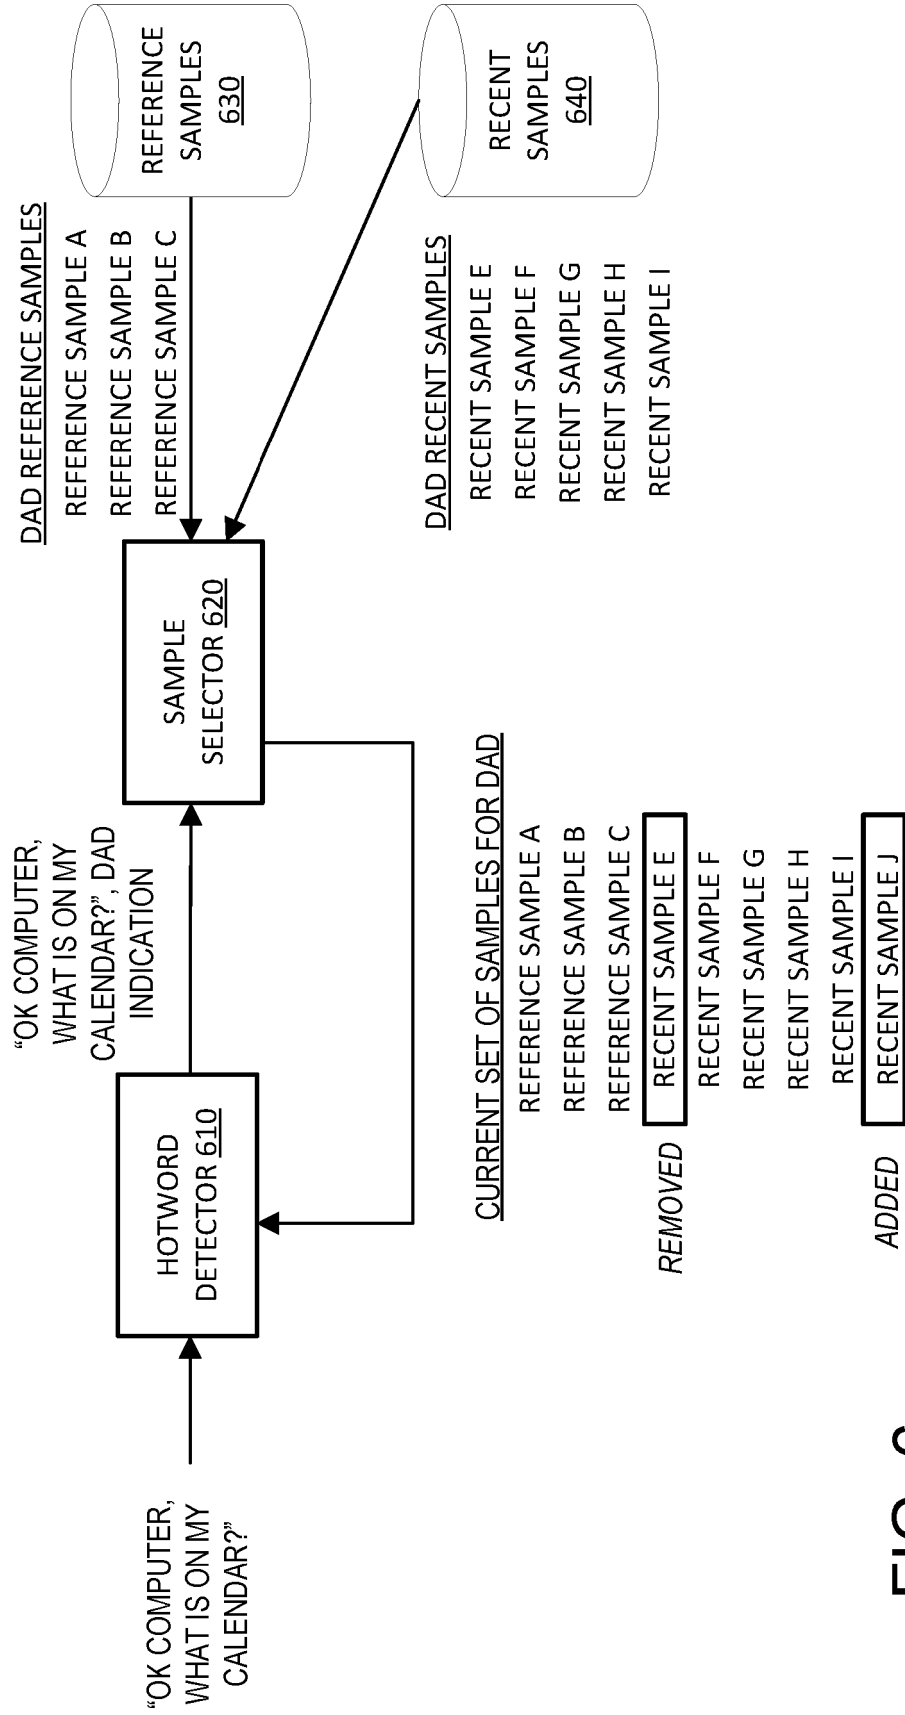 "OK COMPUTER,
WHAT IS ON MY
CALENDAR?"
HOTWORD
DETECTOR 610
"OK COMPUTER,
WHAT IS ON MY
CALENDAR?", DAD
INDICATION
SAMPLE
SELECTOR 620
DAD REFERENCE SAMPLES
REFERENCE SAMPLE A
REFERENCE SAMPLE B
REFERENCE SAMPLE C
REFERENCE
SAMPLES
630
DAD RECENT SAMPLES
RECENT SAMPLE E
RECENT SAMPLE F
RECENT SAMPLE G
RECENT SAMPLE H
RECENT SAMPLE I
RECENT
SAMPLES
640
CURRENT SET OF SAMPLES FOR DAD
REFERENCE SAMPLE A
REFERENCE SAMPLE B
REFERENCE SAMPLE C
REMOVED RECENT SAMPLE E
RECENT SAMPLE F
RECENT SAMPLE G
RECENT SAMPLE H
RECENT SAMPLE I
ADDED RECENT SAMPLE J
FIG.